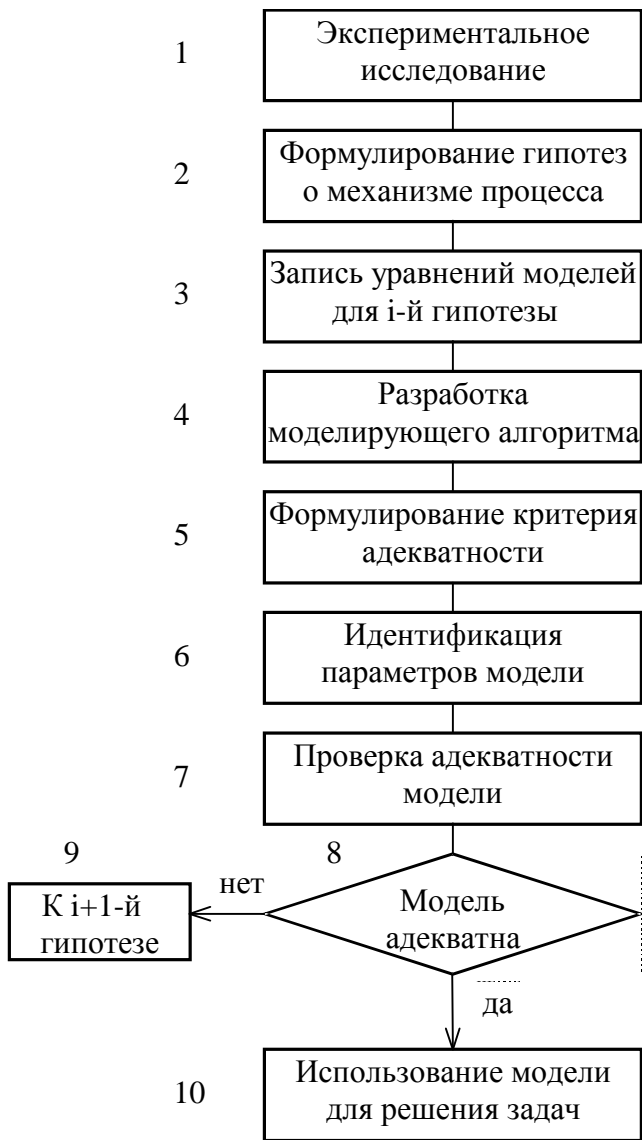 1
Экспериментальное
исследование
2
Формулирование гипотез
о механизме процесса
3
Запись уравнений моделей
для i-й гипотезы
4
Разработка
моделирующего алгоритма
5
Формулирование критерия
адекватности
6
Идентификация
параметров модели
7
Проверка адекватности
модели
9
8
нет
К i+1-й
гипотезе
Модель
адекватна
да
10
Использование модели
для решения задач